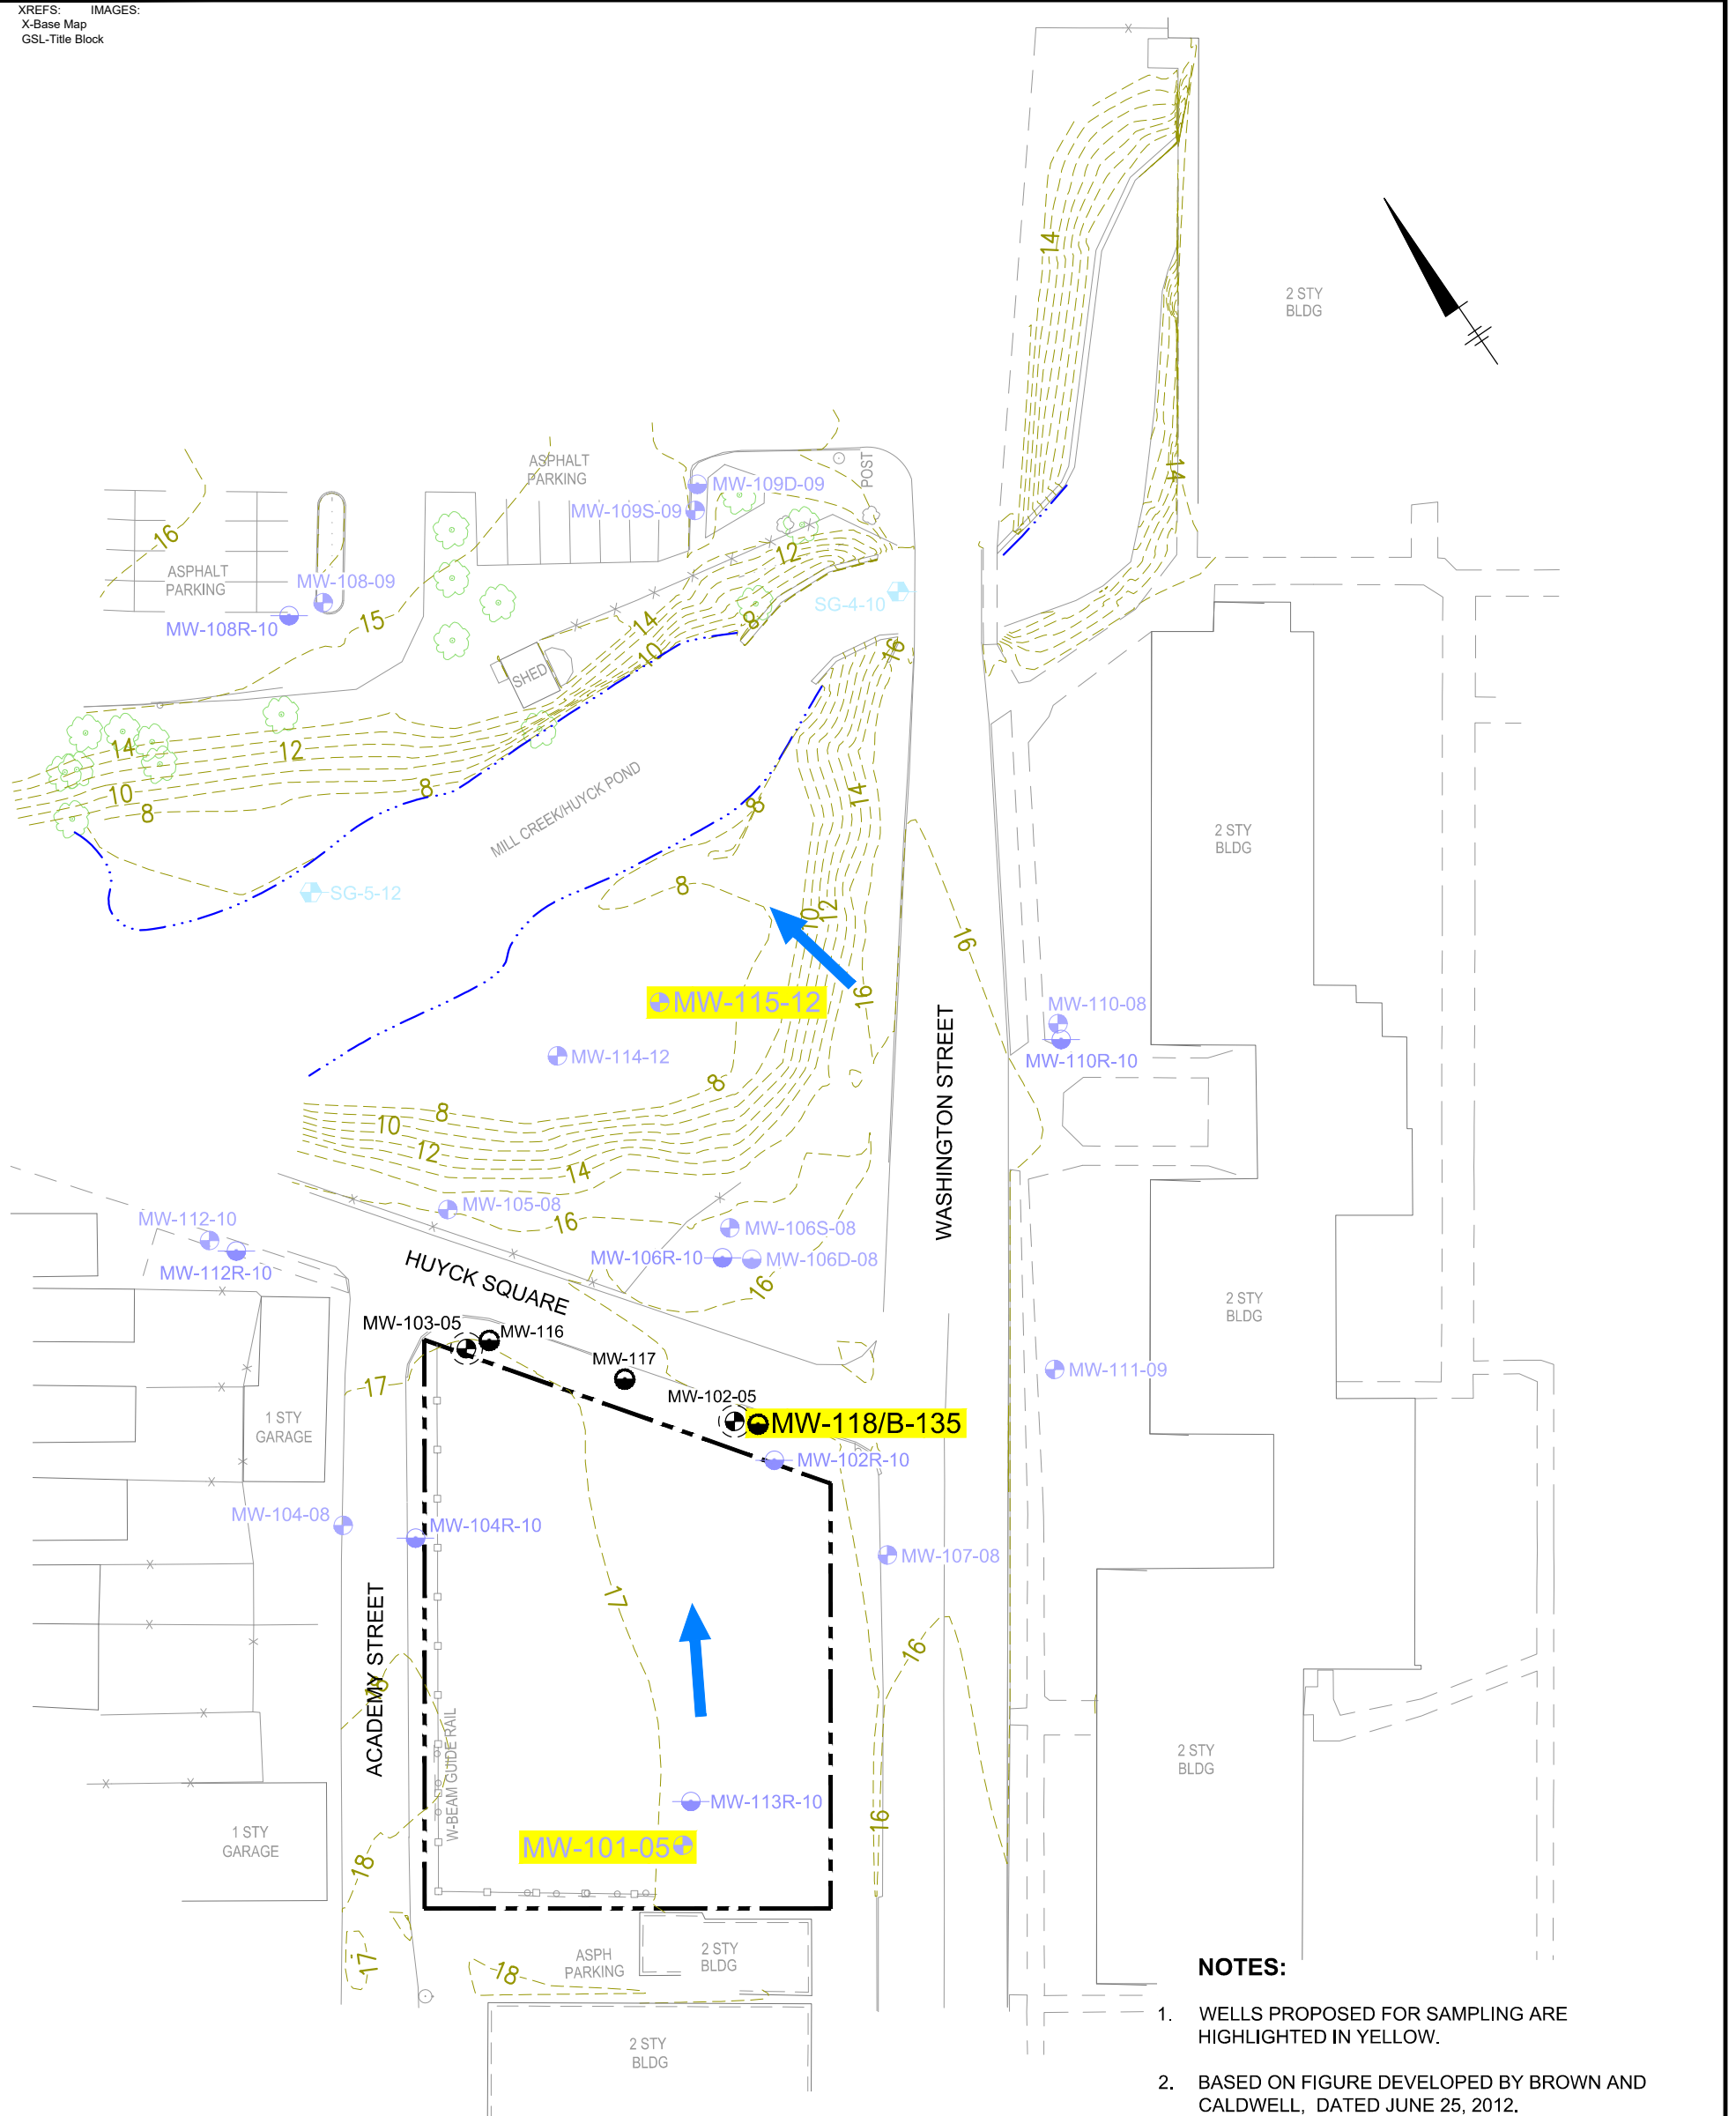 XREFS: IMAGES:
X-Base Map
GSL-Title Block
14
2 STY
BLDG
14
ASPHALT
PARKING
POST
MW-109D-09
MW-109S-09
16
12
ASPHALT
PARKING
MW-108-09
SG-4-10
MW-108R-10
15
14
8
10
16
SHED
14
12
10
8
8
MILL CREEK/HUYCK POND
14
8
2 STY
BLDG
SG-5-12
8
10
12
16
MW-115-12
16
MW-110-08
MW-110R-10
MW-114-12
WASHINGTON STREET
8
8
10
12
14
MW-105-08
16
MW-106S-08
MW-112-10
MW-106R-10
MW-106D-08
MW-112R-10
HUYCK SQUARE
16
2 STY
BLDG
MW-103-05
MW-116
MW-117
MW-111-09
17
MW-102-05
MW-118/B-135
1 STY
GARAGE
MW-102R-10
MW-104-08
MW-104R-10
MW-107-08
17
ACADEMY STREET
16
18
W-BEAM GUIDE RAIL
2 STY
BLDG
MW-113R-10
16
1 STY
GARAGE
MW-101-05
18
17
ASPH
PARKING
2 STY
BLDG
18
2 STY
BLDG
NOTES:
1. WELLS PROPOSED FOR SAMPLING ARE
HIGHLIGHTED IN YELLOW.
2. BASED ON FIGURE DEVELOPED BY BROWN AND
CALDWELL, DATED JUNE 25, 2012.